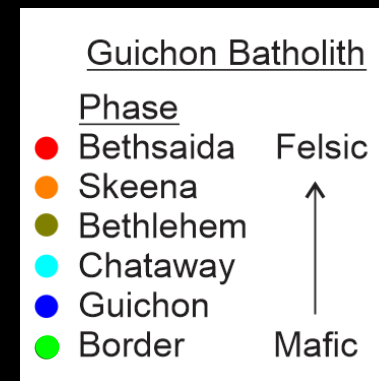 Guichon Batholith
Phase
Bethsaida Felsic
Skeena
Bethlehem
Chataway
Guichon
Border Mafic